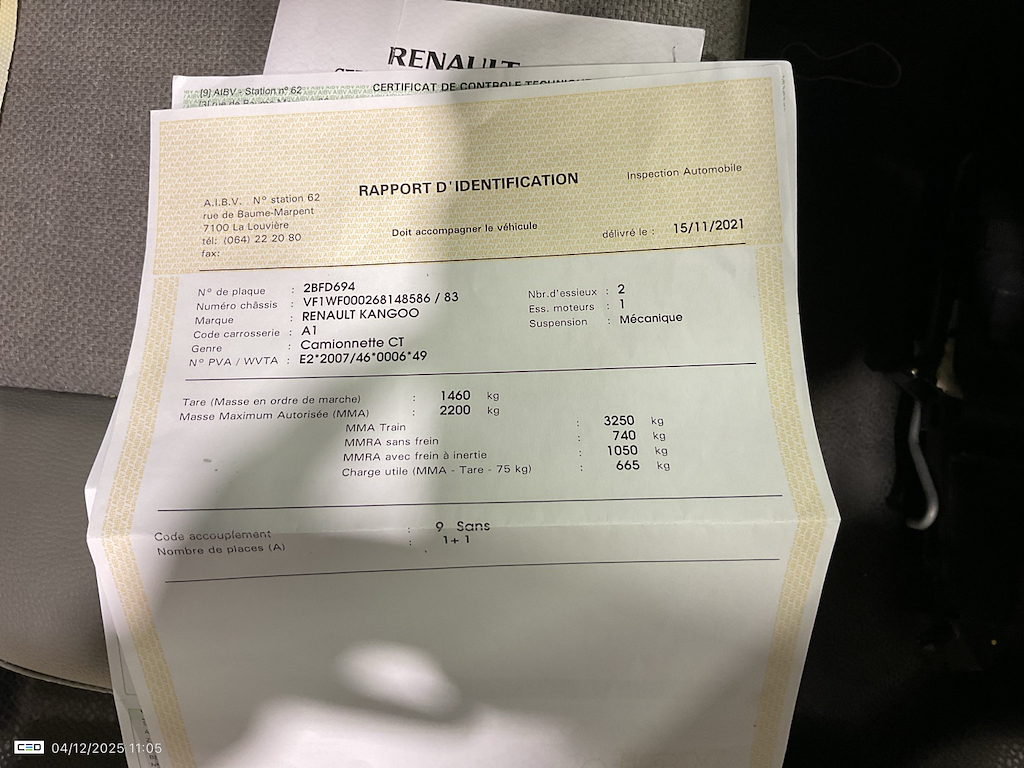 RENAULT
[9] AIBV - Station n° 62
CERTIFICAT DE CONTROLE TECHNIQUE
A.I.B.V. N° station 62
rue de Baume-Marpent
7100 La Louvière
tél: (064) 22 20 80
fax:
RAPPORT D'IDENTIFICATION
Inspection Automobile
Doit accompagner le véhicule
délivré le : 15/11/2021
N° de plaque : 2BFD694
Numéro châssis : VF1WF000268148586 / 83
Marque : RENAULT KANGOO
Code carrosserie : A1
Genre : Camionnette CT
N° PVA / WVTA : E2*2007/46*0006*49
Nbr.d'essieux : 2
Ess. moteurs : 1
Suspension : Mécanique
Tare (Masse en ordre de marche) : 1460 kg
Masse Maximum Autorisée (MMA) : 2200 kg
MMA Train : 3250 kg
MMRA sans frein : 740 kg
MMRA avec frein à inertie : 1050 kg
Charge utile (MMA - Tare - 75 kg) : 665 kg
Code accouplement : 9 Sans
Nombre de places (A) : 1+ 1
CEO 04/12/2025 11:05